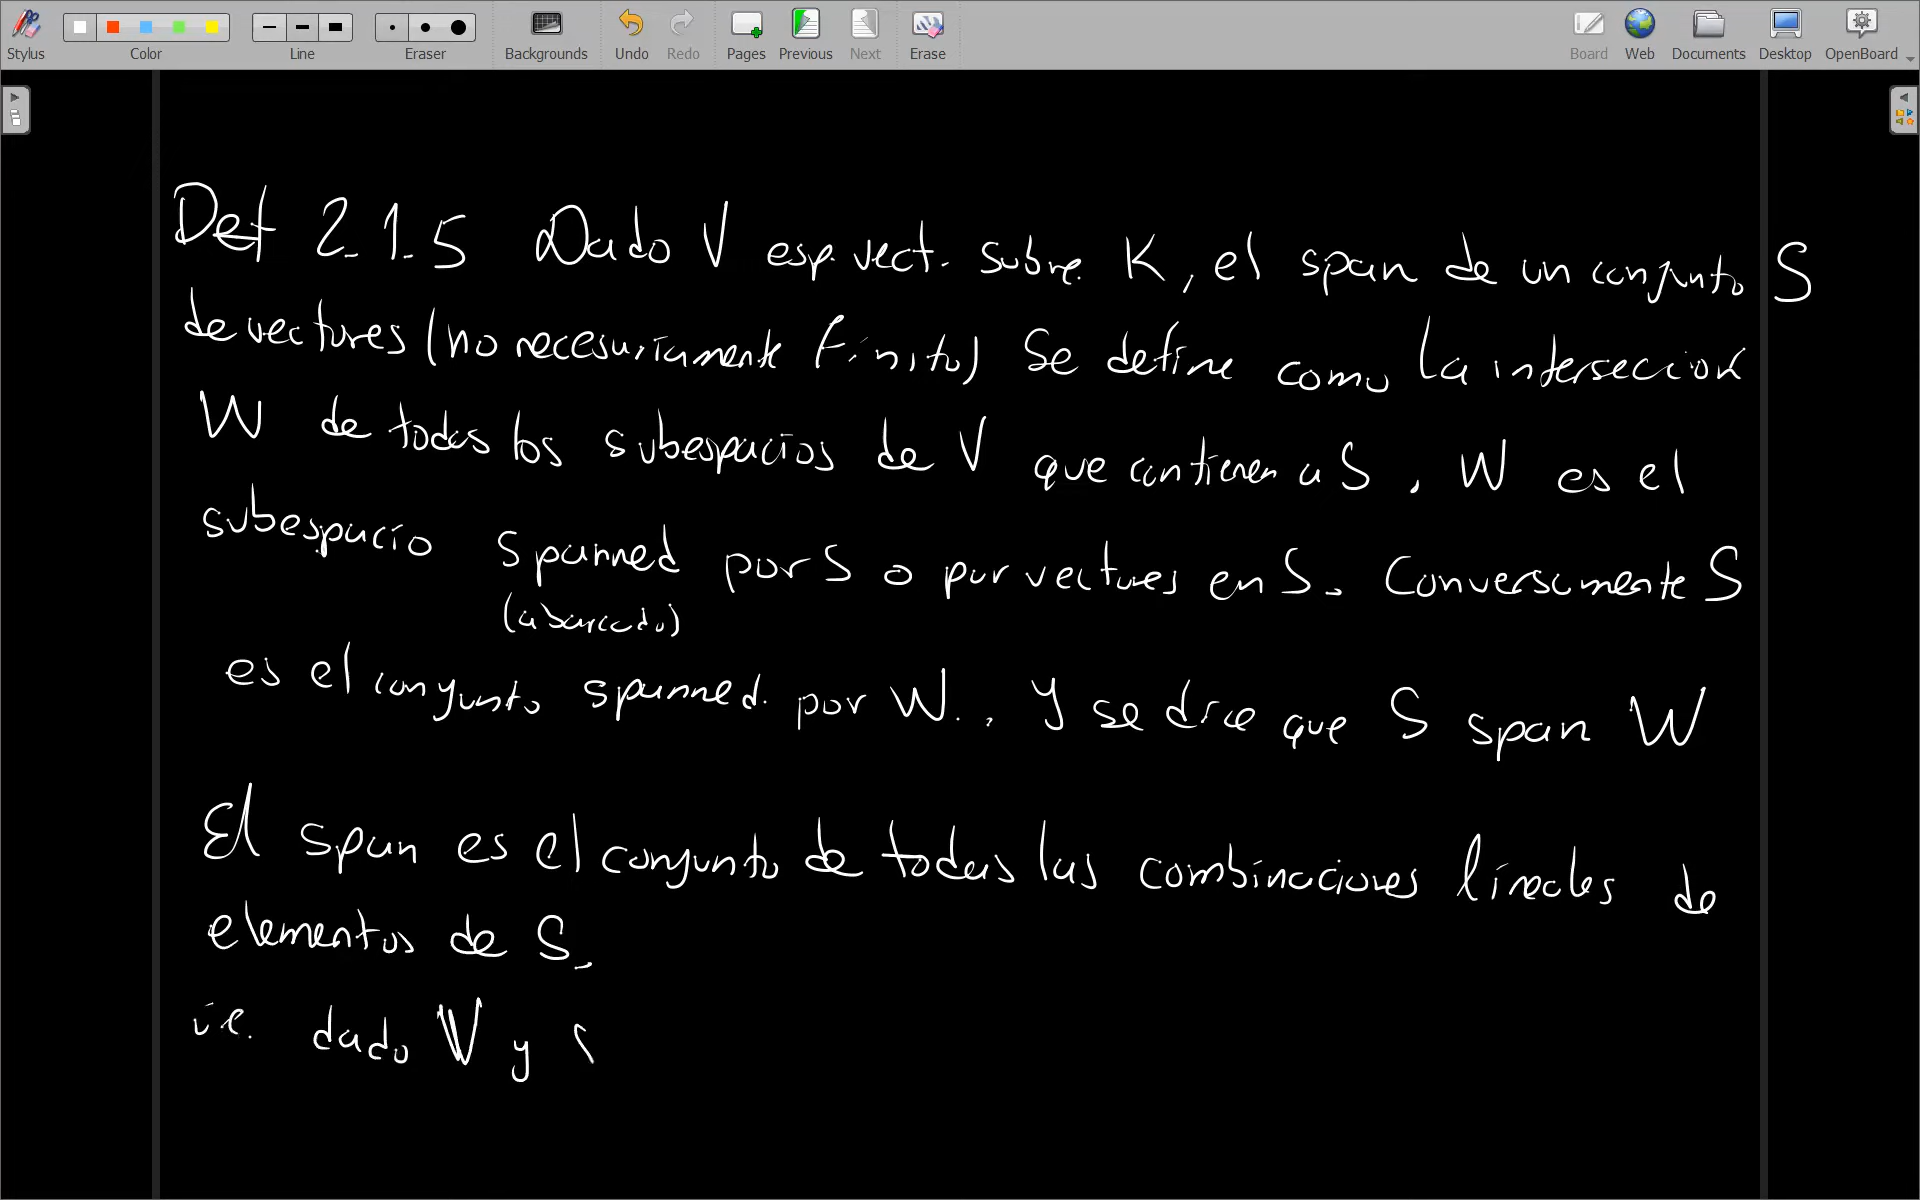 Stylus
Color
Line
Eraser
Backgrounds
Undo
Redo
Pages
Previous
Next
Erase
Board
Web
Documents
Desktop
OpenBoard
Def 2.1.5 Dado V esp. vect. sobre K, el span de un conjunto S
de vectores (no necesariamente finito) se define como la interseccion
W de todos los subespacios de V que contienen a S. W es el
subespacio spanned por S o por vectores en S. Conversamente S
(abarcado)
es el conjunto spanned por W. Y se dice que S span W
El span es el conjunto de todas las combinaciones lineales de
elementos de S.
i.e. dado V y